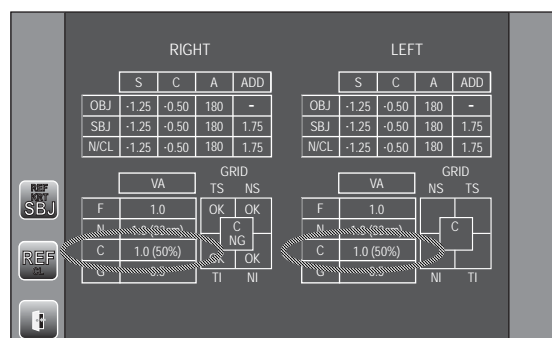 RIGHT LEFT
S C A ADD S C A ADD
OBJ -1.25 -0.50 180 - OBJ -1.25 -0.50 180 -
SBJ -1.25 -0.50 180 1.75 SBJ -1.25 -0.50 180 1.75
N/CL -1.25 -0.50 180 1.75 N/CL -1.25 -0.50 180 1.75
GRID GRID
VA TS NS VA NS TS
REF
KRT
SBJ
F 1.0 OK OK F 1.0
N C N C
NG
C 1.0 (50%) OK OK C 1.0 (50%)
REF
CL
TI NI NI TI